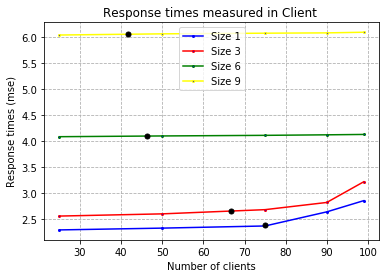 Response times measured in Client
Size 1
Size 3
Size 6
Size 9
Response times (mse)
6.0
5.5
5.0
4.5
4.0
3.5
3.0
2.5
30 40 50 60 70 80 90 100
Number of clients